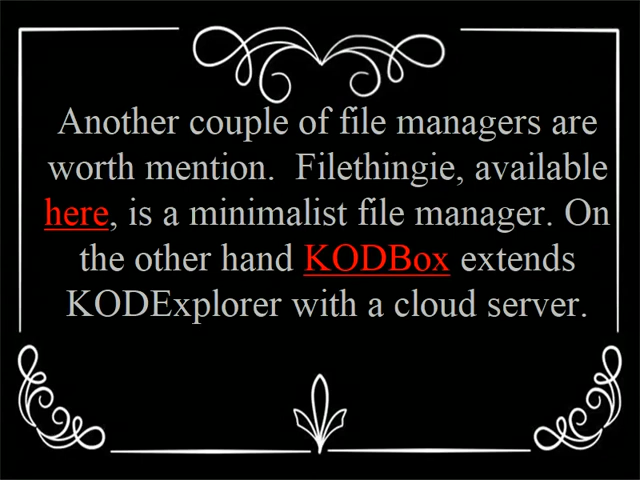 Another couple of file managers are
worth mention.  Filethingie, available
here, is a minimalist file manager. On
the other hand KODBox extends
KODExplorer with a cloud server.